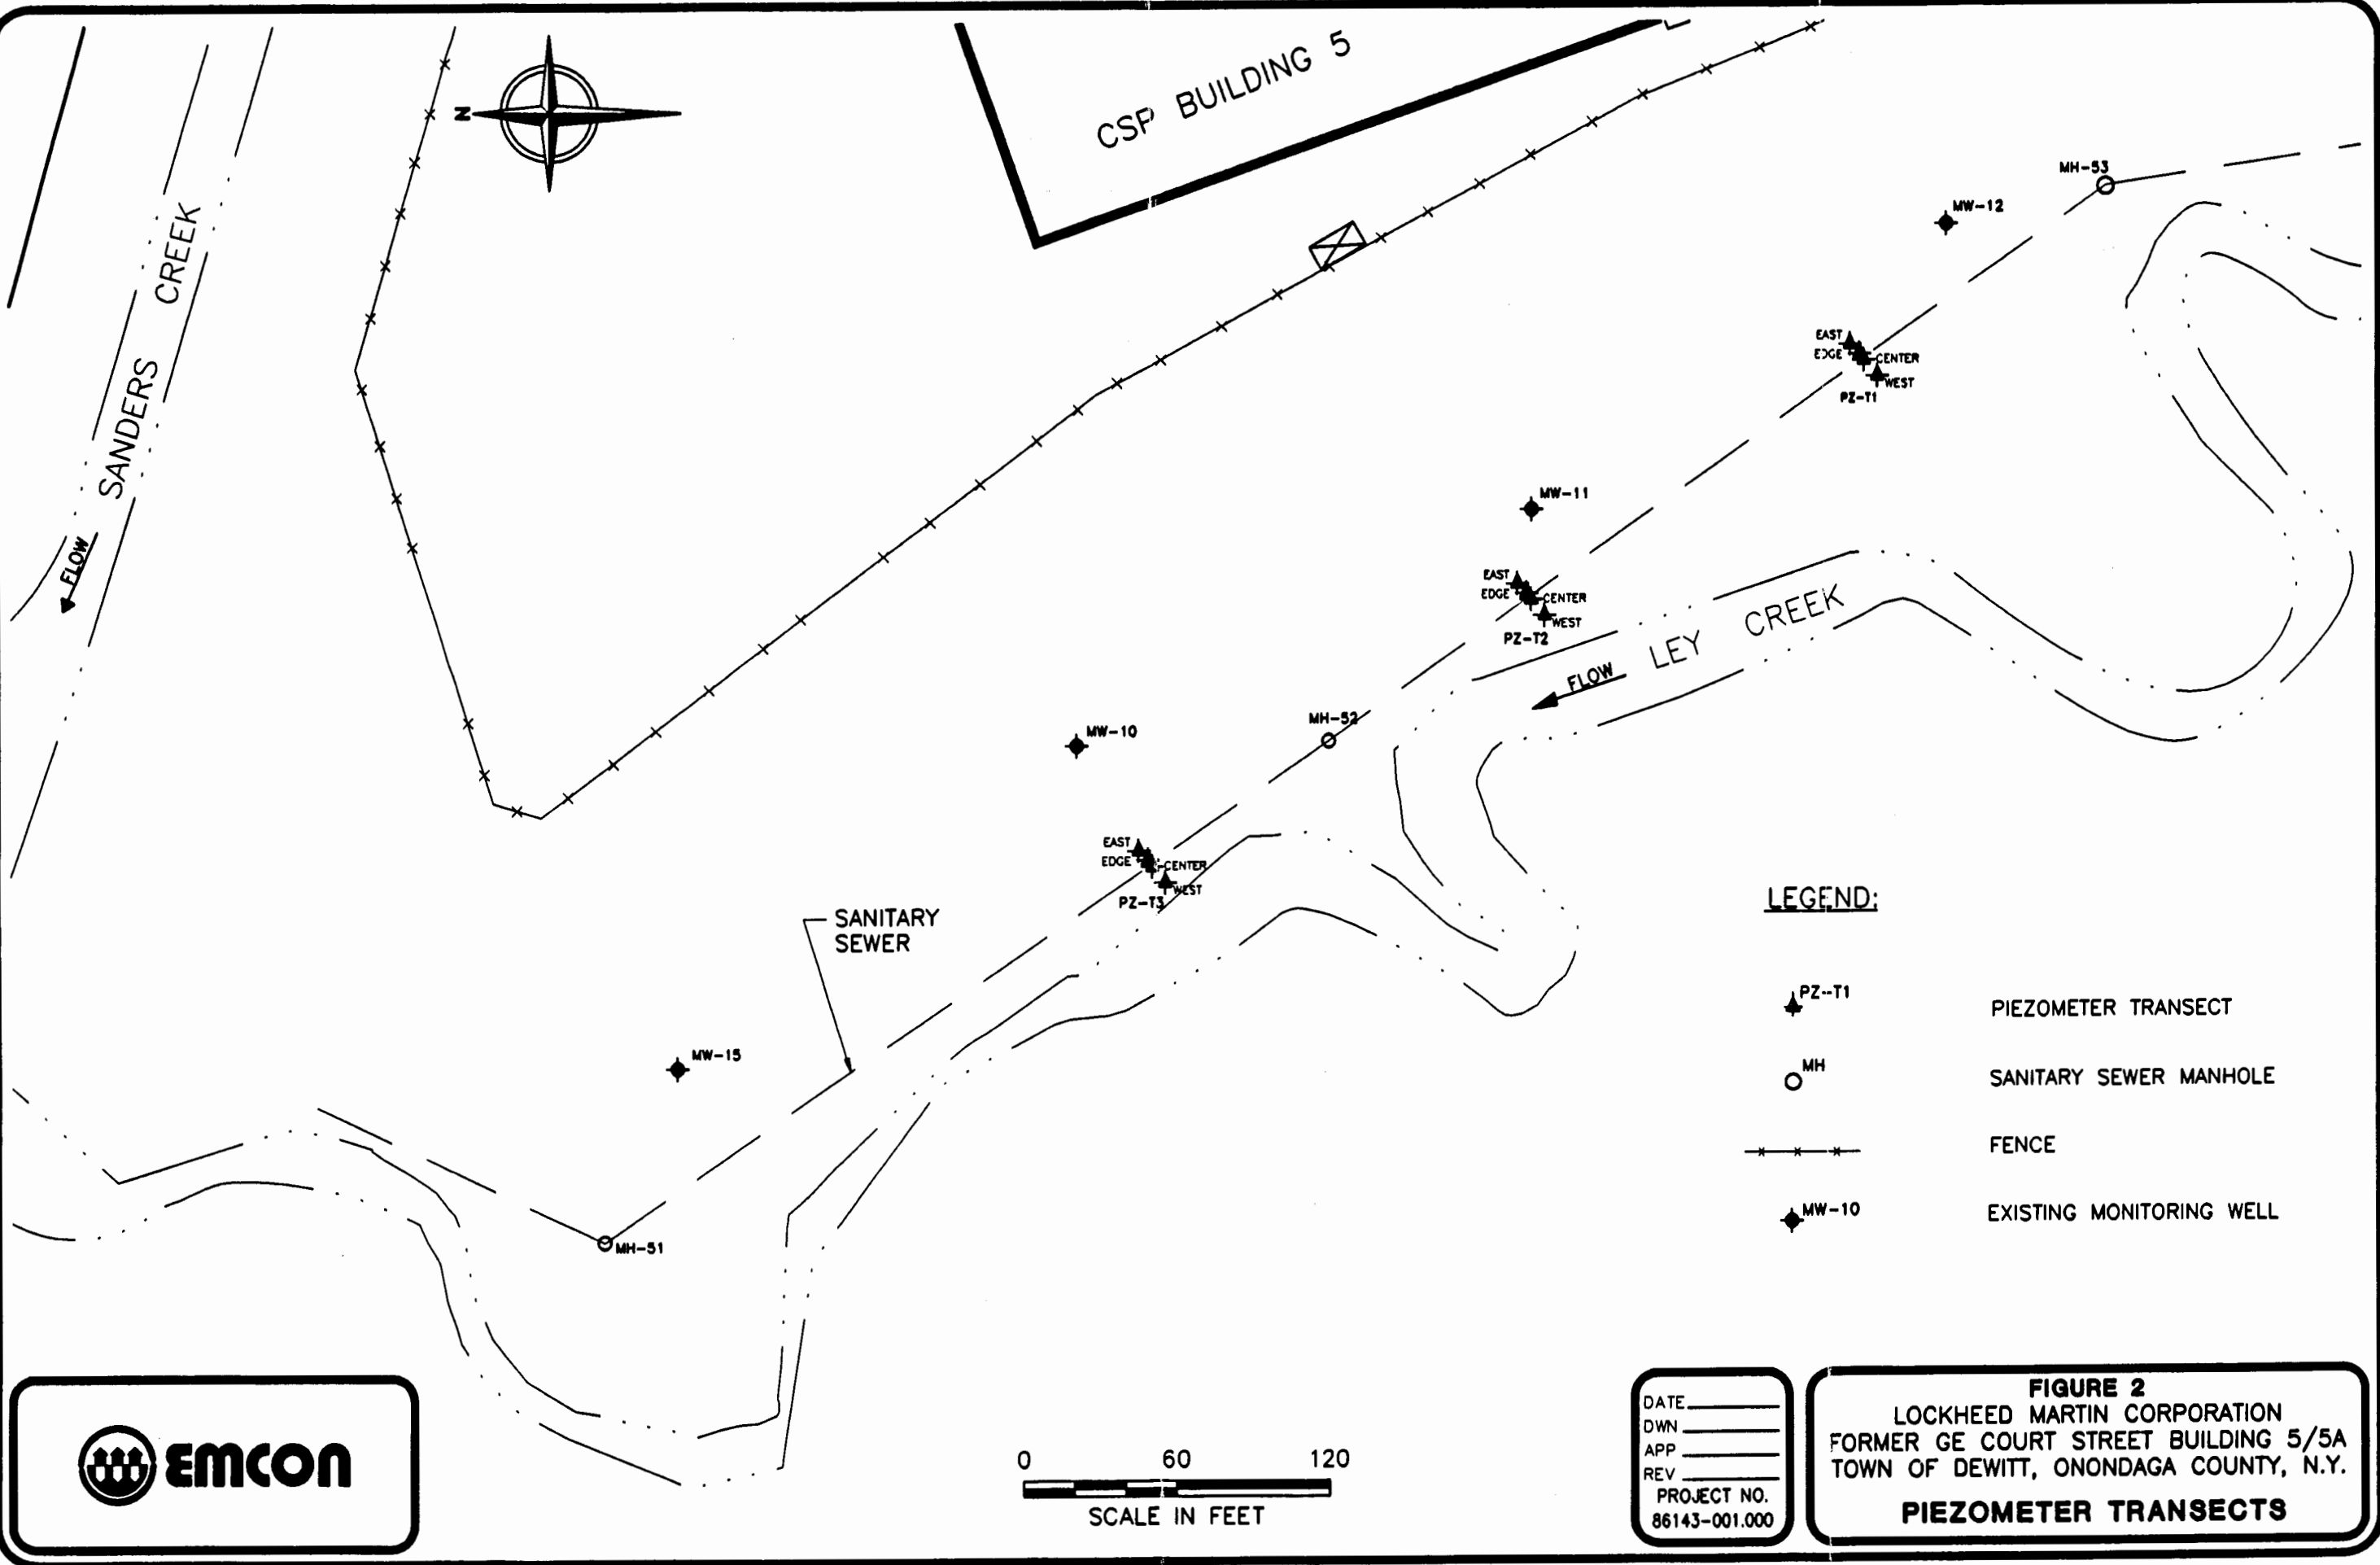 CSP BUILDING 5
N
SANDERS CREEK
FLOW
MH-53
MW-12
EAST
EDGE
CENTER
WEST
PZ-T1
MW-11
EAST
EDGE
CENTER
WEST
PZ-T2
LEY CREEK
FLOW
MH-52
MW-10
EAST
EDGE
CENTER
WEST
PZ-T3
SANITARY
SEWER
MW-15
MH-51
LEGEND:
PZ-T1
PIEZOMETER TRANSECT
MH
SANITARY SEWER MANHOLE
FENCE
MW-10
EXISTING MONITORING WELL
EMCON
0 60 120
SCALE IN FEET
DATE
DWN
APP
REV
PROJECT NO.
86143-001.000
FIGURE 2
LOCKHEED MARTIN CORPORATION
FORMER GE COURT STREET BUILDING 5/5A
TOWN OF DEWITT, ONONDAGA COUNTY, N.Y.
PIEZOMETER TRANSECTS